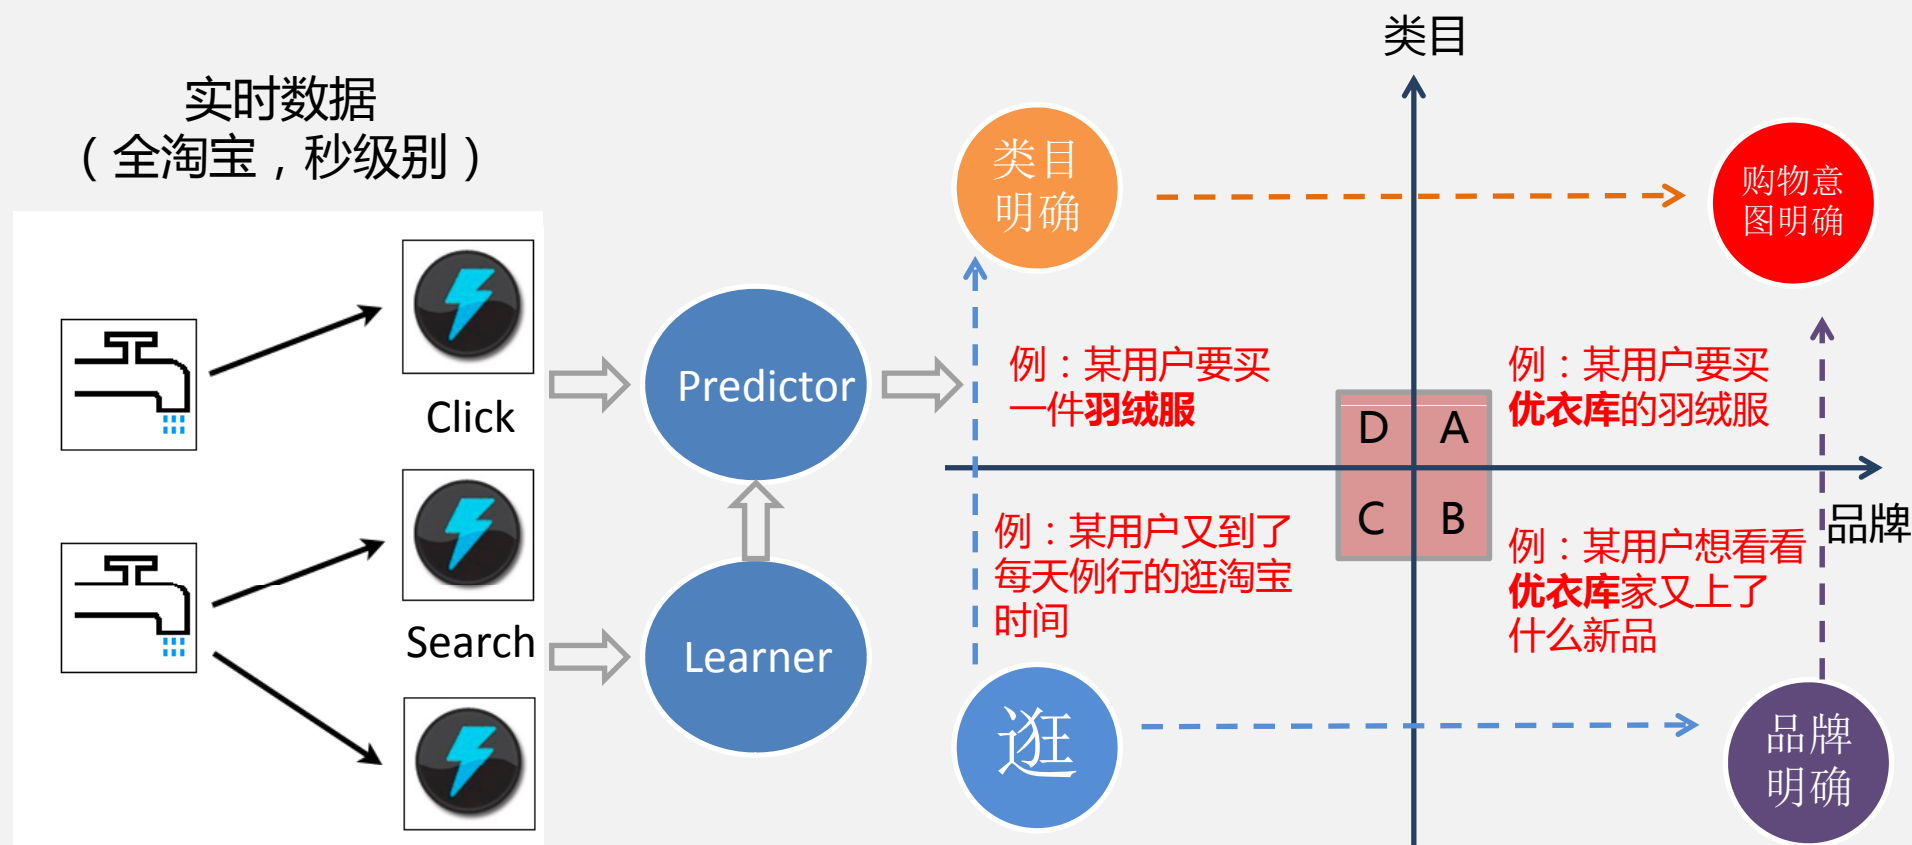 实时数据
（全淘宝，秒级别）
Click
Search
Predictor
Learner
类目
品牌
类目
明确
购物意
图明确
例：某用户要买
一件羽绒服
例：某用户要买
优衣库的羽绒服
D
A
C
B
例：某用户又到了
每天例行的逛淘宝
时间
例：某用户想看看
优衣库家又上了
什么新品
逛
品牌
明确